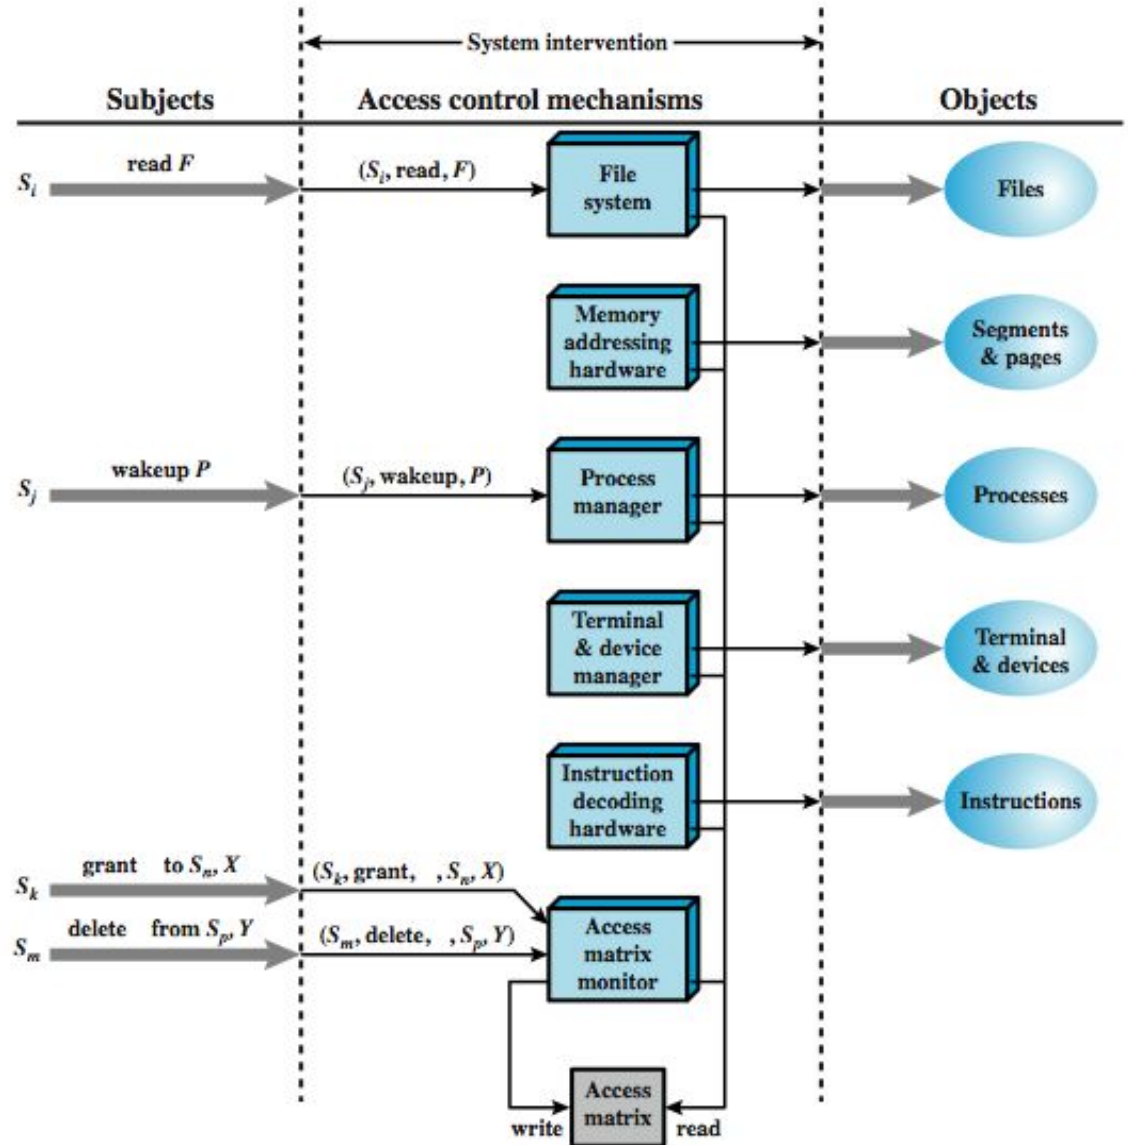 System intervention
Subjects
Access control mechanisms
Objects
read F
(Si, read, F)
Si
File
system
Files
Memory
addressing
hardware
Segments
& pages
wakeup P
(Sj, wakeup, P)
Sj
Process
manager
Processes
Terminal
& device
manager
Terminal
& devices
Instruction
decoding
hardware
Instructions
grant to Sn, X
(Sk, grant, , Sn, X)
Sk
delete from Sp, Y
(Sm, delete, , Sp, Y)
Sm
Access
matrix
monitor
Access
matrix
write
read